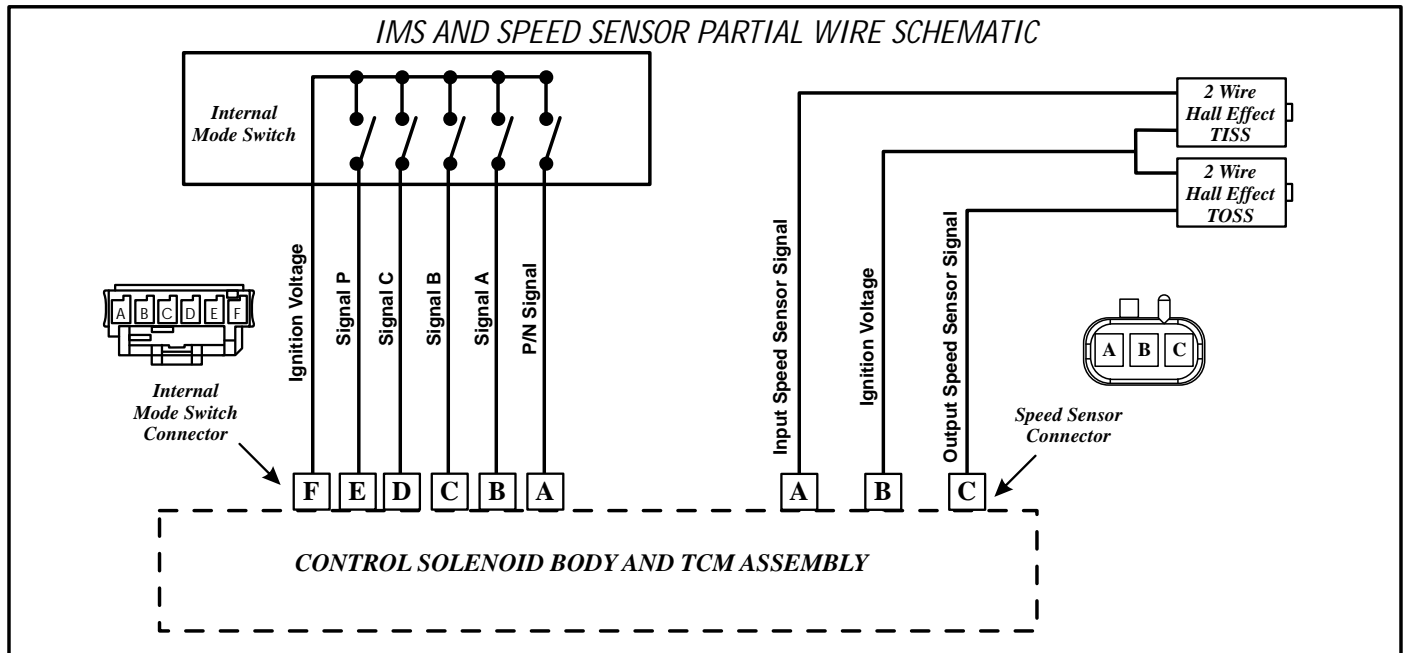 IMS AND SPEED SENSOR PARTIAL WIRE SCHEMATIC
Internal
Mode Switch
2 Wire
Hall Effect
TISS
2 Wire
Hall Effect
TOSS
Ignition Voltage
Signal P
Signal C
Signal B
Signal A
P/N Signal
Input Speed Sensor Signal
Ignition Voltage
Output Speed Sensor Signal
A B C D E F
Internal
Mode Switch
Connector
A B C
Speed Sensor
Connector
F E D C B A
A B C
CONTROL SOLENOID BODY AND TCM ASSEMBLY